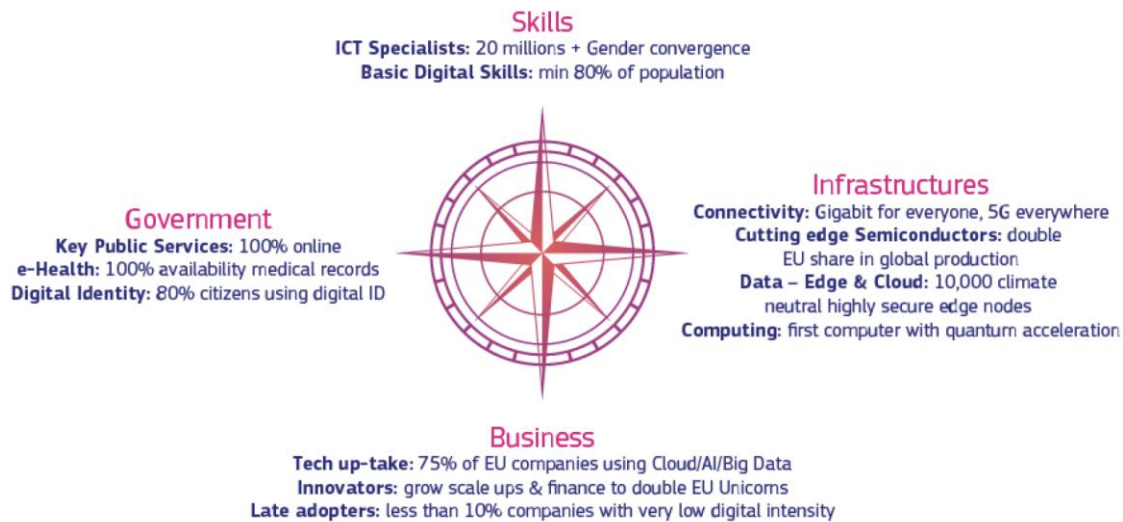 Skills
ICT Specialists: 20 millions + Gender convergence
Basic Digital Skills: min 80% of population
Government
Key Public Services: 100% online
e-Health: 100% availability medical records
Digital Identity: 80% citizens using digital ID
Infrastructures
Connectivity: Gigabit for everyone, 5G everywhere
Cutting edge Semiconductors: double
EU share in global production
Data – Edge & Cloud: 10,000 climate
neutral highly secure edge nodes
Computing: first computer with quantum acceleration
Business
Tech up-take: 75% of EU companies using Cloud/AI/Big Data
Innovators: grow scale ups & finance to double EU Unicorns
Late adopters: less than 10% companies with very low digital intensity